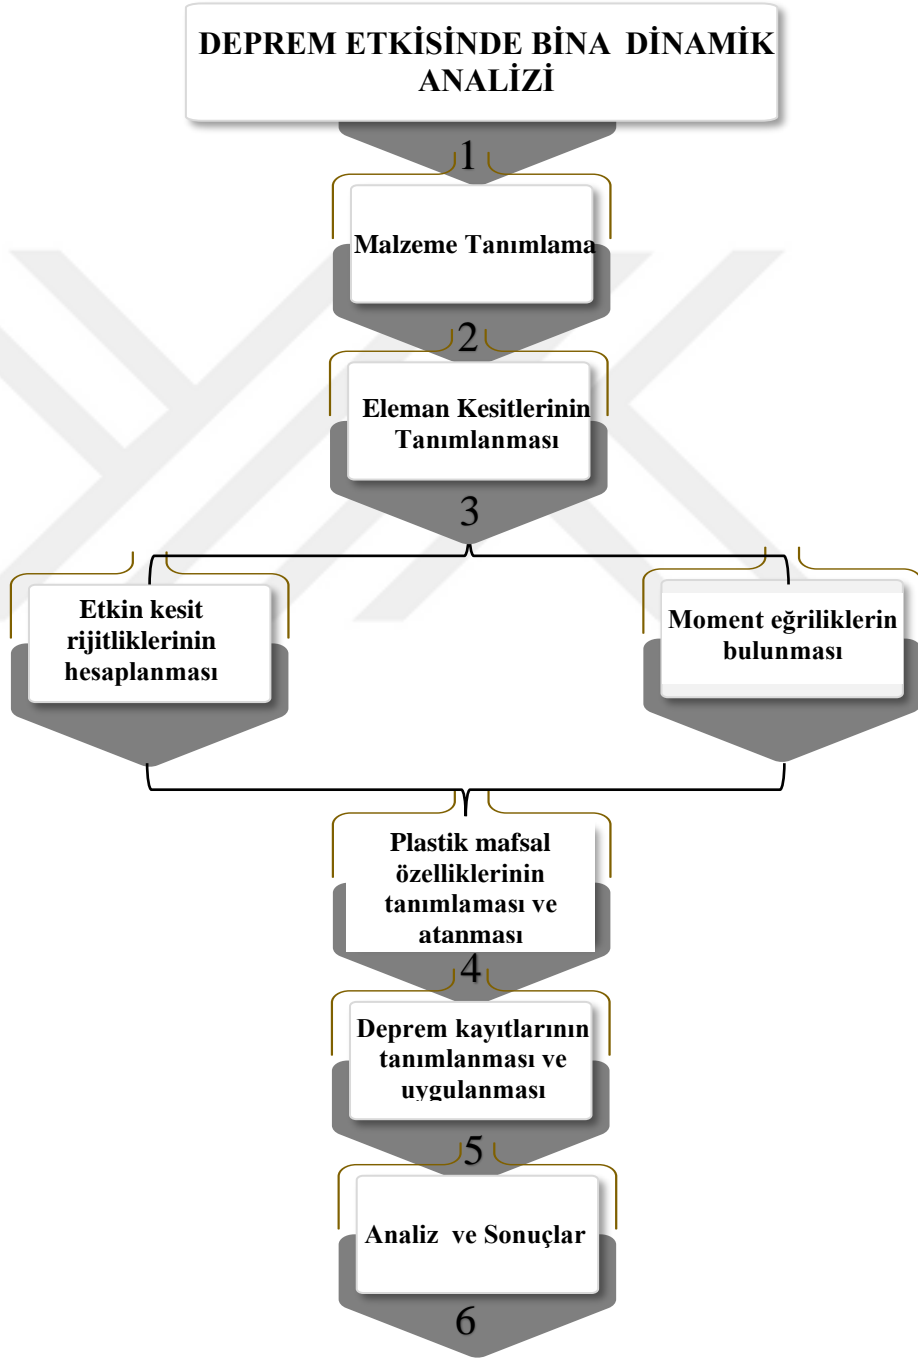 DEPREM ETKİSİNDE BİNA DİNAMİK
ANALİZİ
1
Malzeme Tanımlama
2
Eleman Kesitlerinin
Tanımlanması
3
Etkin kesit
rijitliklerinin
hesaplanması
Moment eğriliklerin
bulunması
Plastik mafsal
özelliklerinin
tanımlaması ve
atanması
4
Deprem kayıtlarının
tanımlanması ve
uygulanması
5
Analiz ve Sonuçlar
6